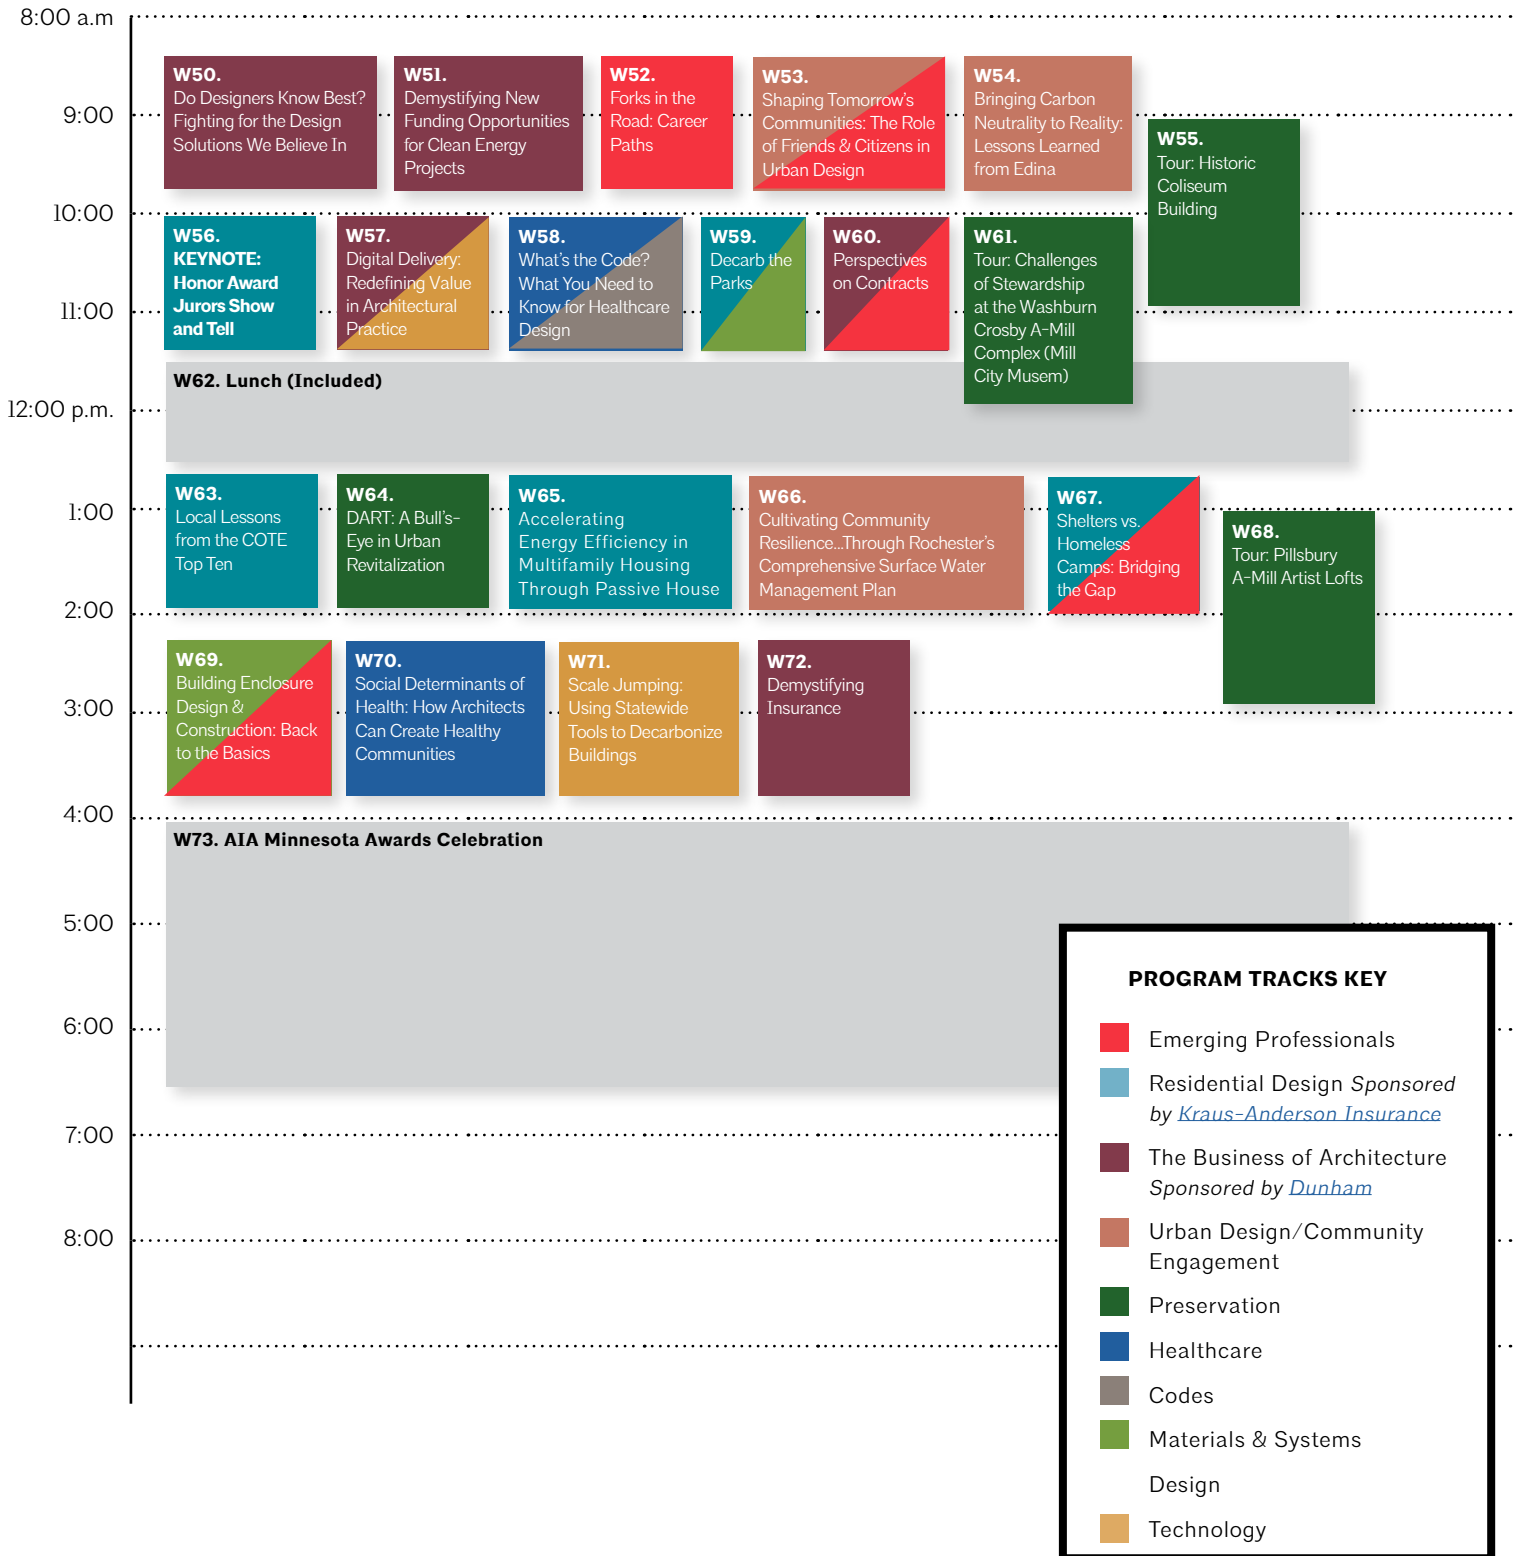 8:00 a.m
W50.
Do Designers Know Best?
Fighting for the Design
Solutions We Believe In
W51.
Demystifying New
Funding Opportunities
for Clean Energy
Projects
W52.
Forks in the
Road: Career
Paths
W53.
Shaping Tomorrow's
Communities: The Role
of Friends & Citizens in
Urban Design
W54.
Bringing Carbon
Neutrality to Reality:
Lessons Learned
from Edina
9:00
W55.
Tour: Historic
Coliseum
Building
10:00
W56.
KEYNOTE:
Honor Award
Jurors Show
and Tell
W57.
Digital Delivery:
Redefining Value
in Architectural
Practice
W58.
What's the Code?
What You Need to
Know for Healthcare
Design
W59.
Decarb the
Parks
W60.
Perspectives
on Contracts
W61.
Tour: Challenges
of Stewardship
at the Washburn
Crosby A-Mill
Complex (Mill
City Musem)
11:00
W62. Lunch (Included)
12:00 p.m.
W63.
Local Lessons
from the COTE
Top Ten
W64.
DART: A Bull's-
Eye in Urban
Revitalization
W65.
Accelerating
Energy Efficiency in
Multifamily Housing
Through Passive House
W66.
Cultivating Community
Resilience...Through Rochester's
Comprehensive Surface Water
Management Plan
W67.
Shelters vs.
Homeless
Camps: Bridging
the Gap
1:00
W68.
Tour: Pillsbury
A-Mill Artist Lofts
2:00
W69.
Building Enclosure
Design &
Construction: Back
to the Basics
W70.
Social Determinants of
Health: How Architects
Can Create Healthy
Communities
W71.
Scale Jumping:
Using Statewide
Tools to Decarbonize
Buildings
W72.
Demystifying
Insurance
3:00
4:00
W73. AIA Minnesota Awards Celebration
5:00
6:00
7:00
8:00
PROGRAM TRACKS KEY
Emerging Professionals
Residential Design Sponsored
by Kraus-Anderson Insurance
The Business of Architecture
Sponsored by Dunham
Urban Design/Community
Engagement
Preservation
Healthcare
Codes
Materials & Systems
Design
Technology